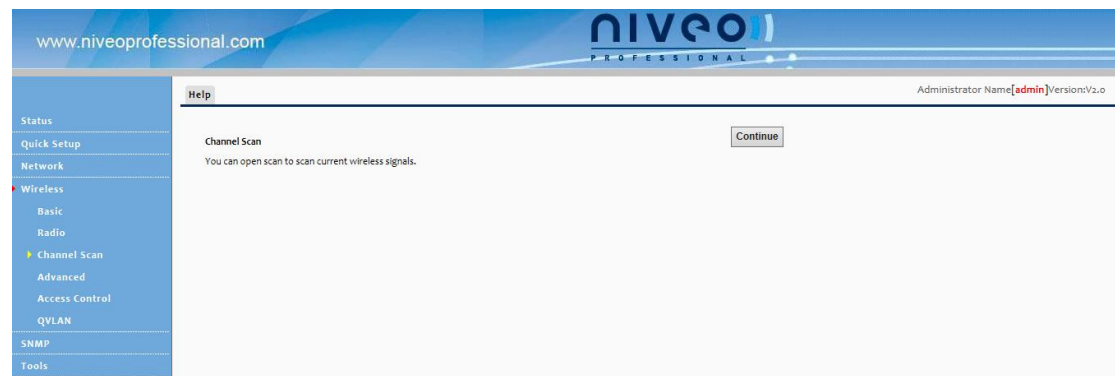 www.niveoprofessional.com
niveo
PROFESSIONAL
Help
Administrator Name[admin]Version:V2.0
Status
Quick Setup
Network
Wireless
Basic
Radio
Channel Scan
Advanced
Access Control
QVLAN
SNMP
Tools
Channel Scan
Continue
You can open scan to scan current wireless signals.